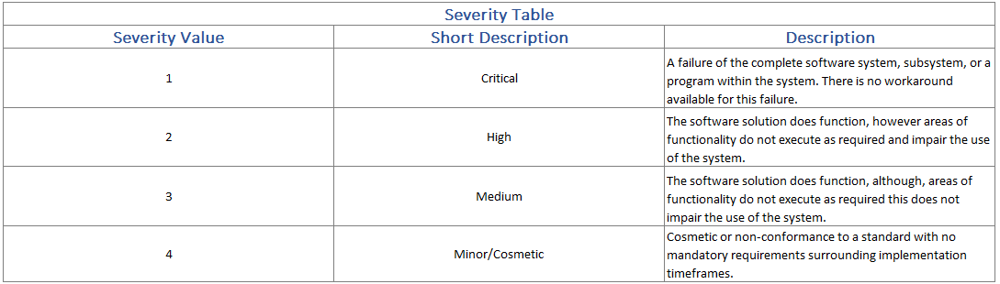 Severity Table
Severity Value Short Description Description
1 Critical A failure of the complete software system, subsystem, or a
program within the system. There is no workaround
available for this failure.
2 High The software solution does function, however areas of
functionality do not execute as required and impair the use
of the system.
3 Medium The software solution does function, although, areas of
functionality do not execute as required this does not
impair the use of the system.
4 Minor/Cosmetic Cosmetic or non-conformance to a standard with no
mandatory requirements surrounding implementation
timeframes.